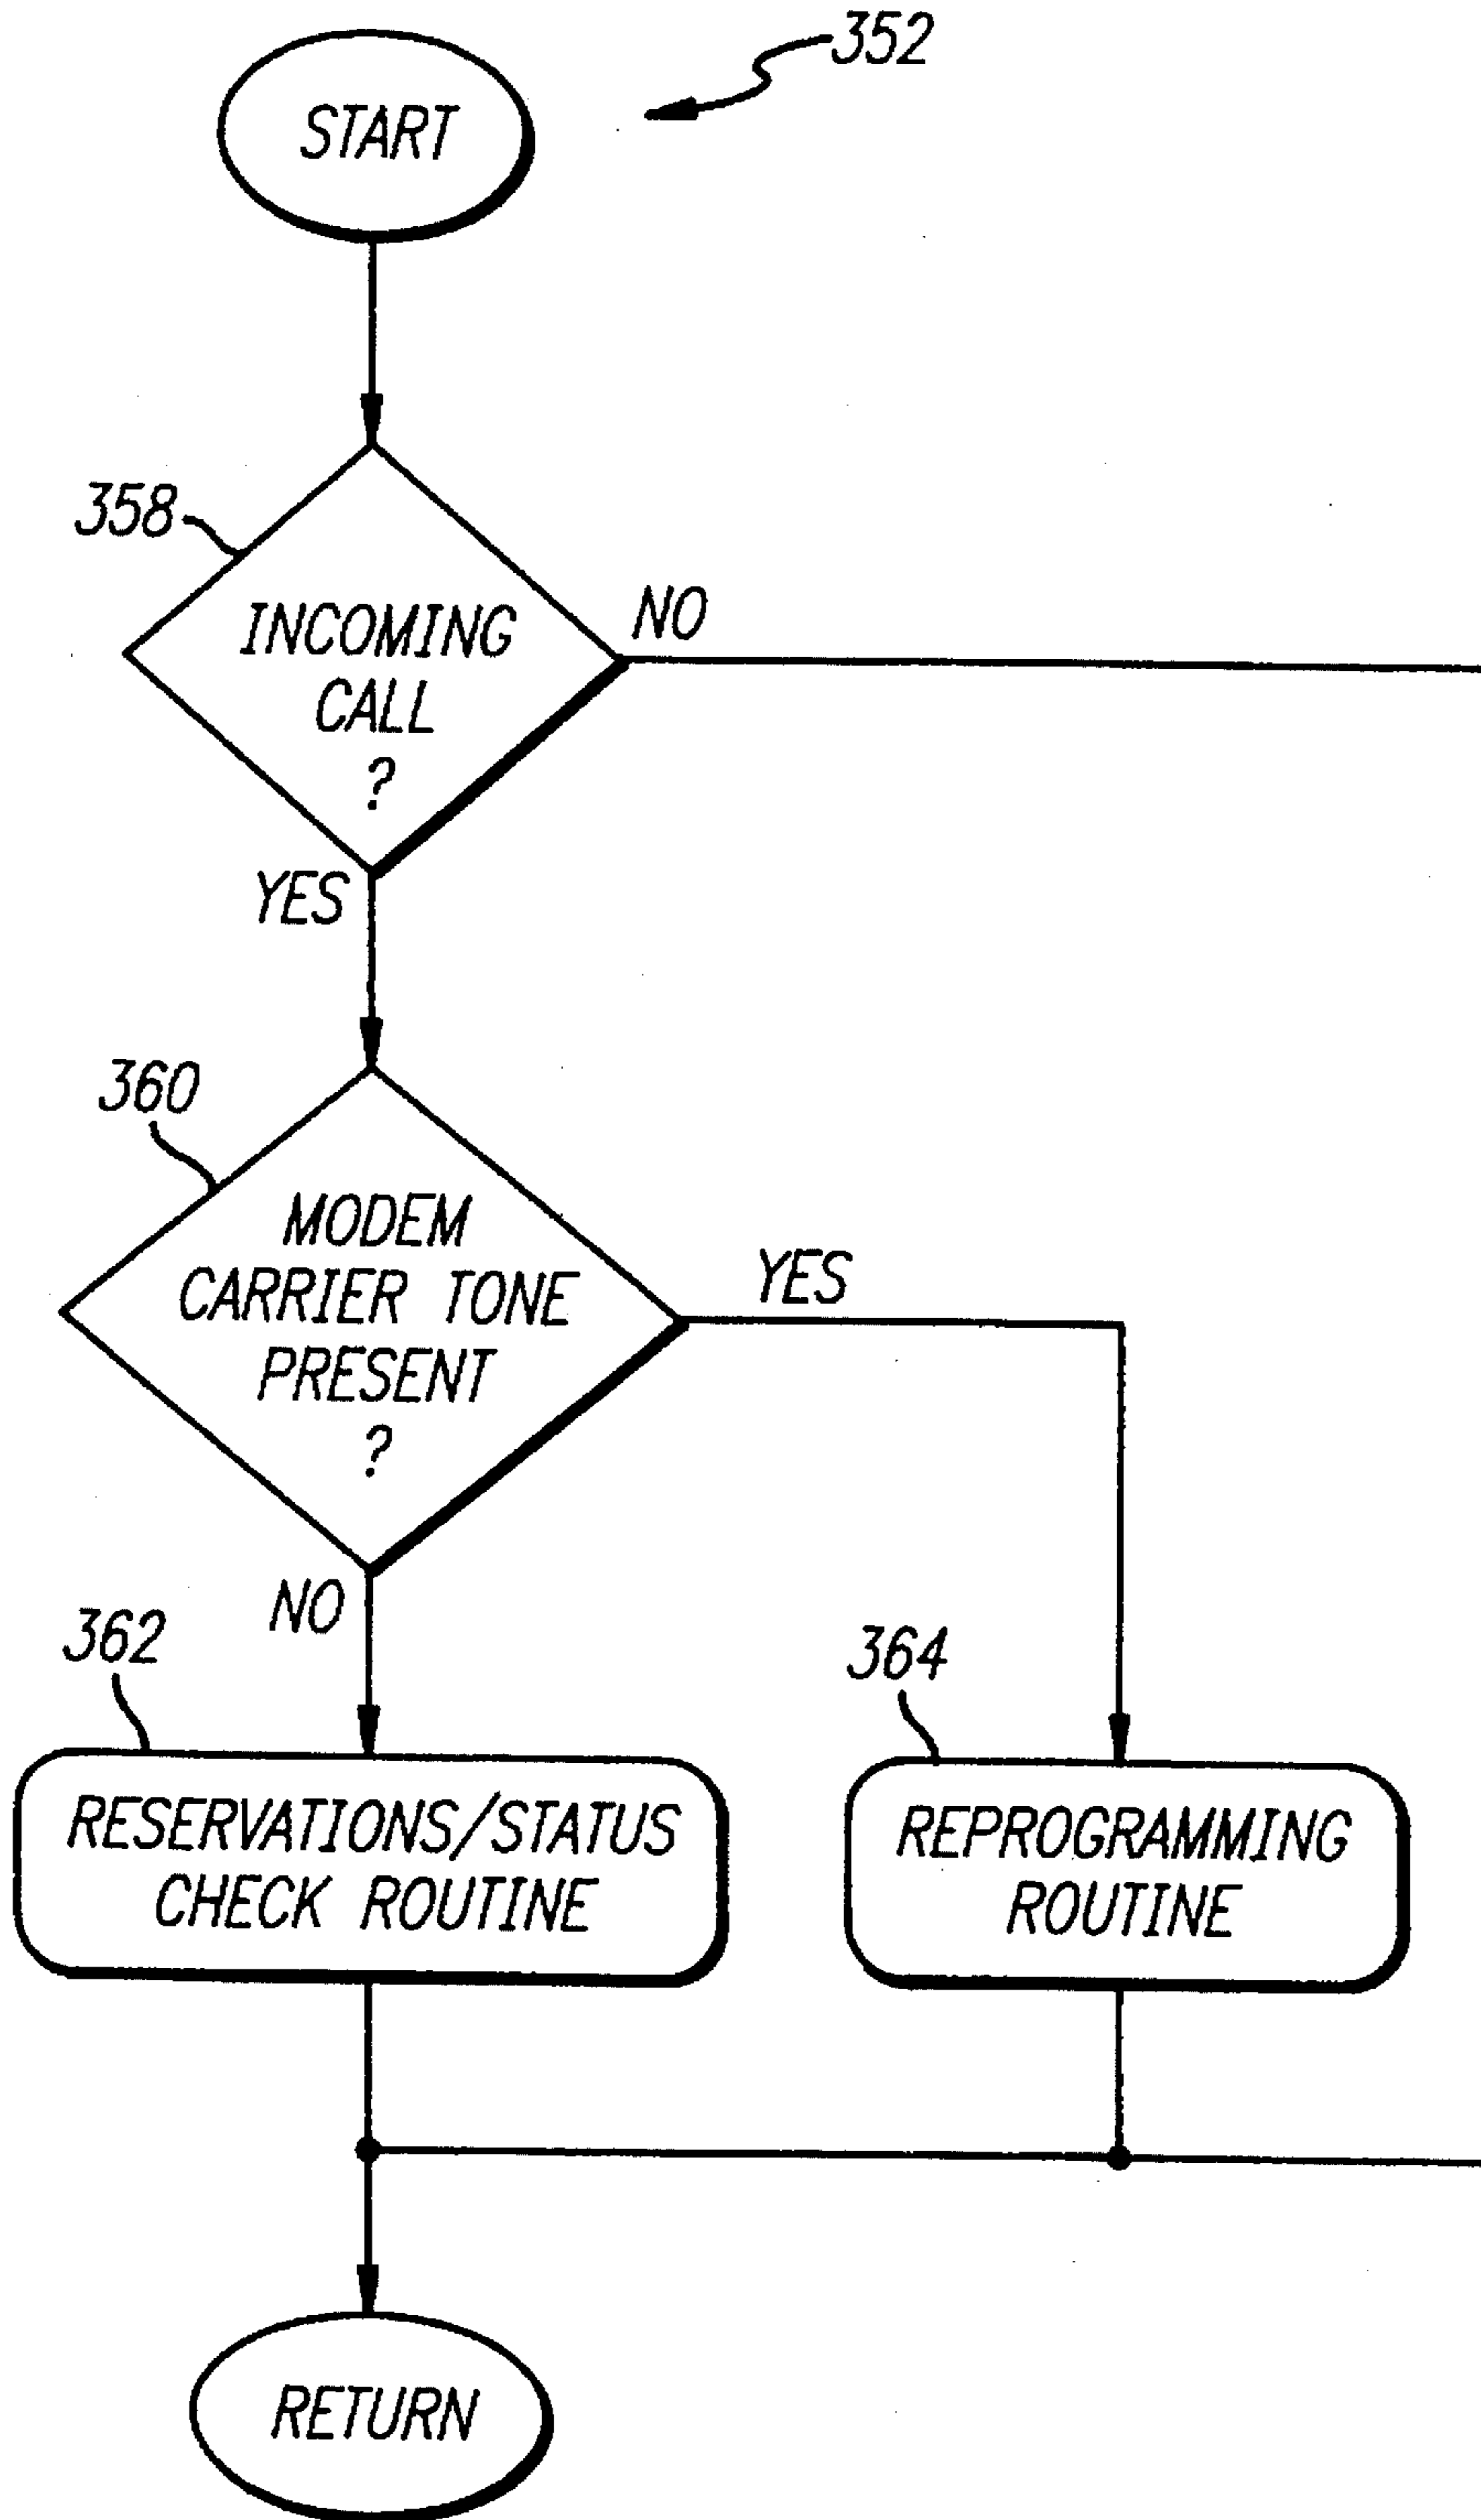 352
START
358
INCOMING
CALL
?
NO
YES
360
MODEM
CARRIER TONE
PRESENT
?
YES
NO
362
364
RESERVATIONS/STATUS
CHECK ROUTINE
REPROGRAMMING
ROUTINE
RETURN